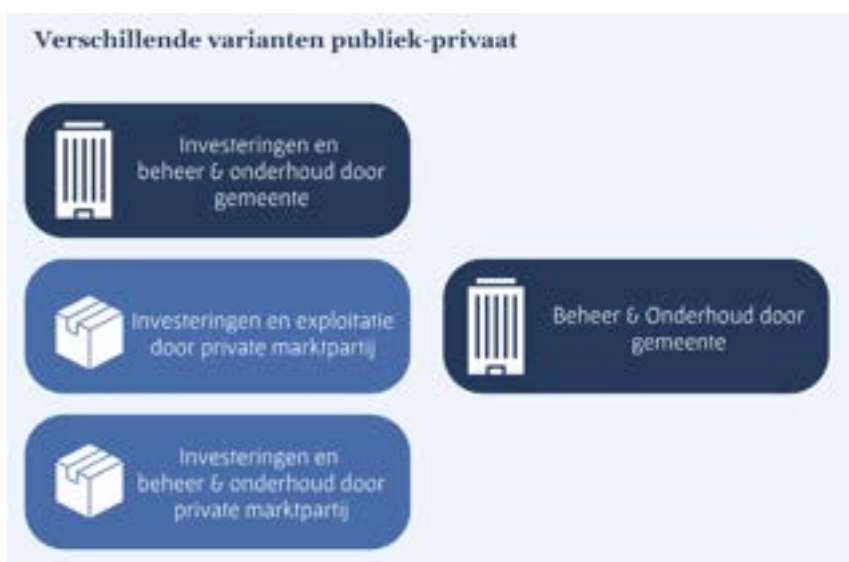 Verschillende varianten publiek-privaat
Investeringen en
beheer & onderhoud door
gemeente
Investeringen en exploitatie
door private marktpartij
Beheer & Onderhoud door
gemeente
Investeringen en
beheer & onderhoud door
private marktpartij